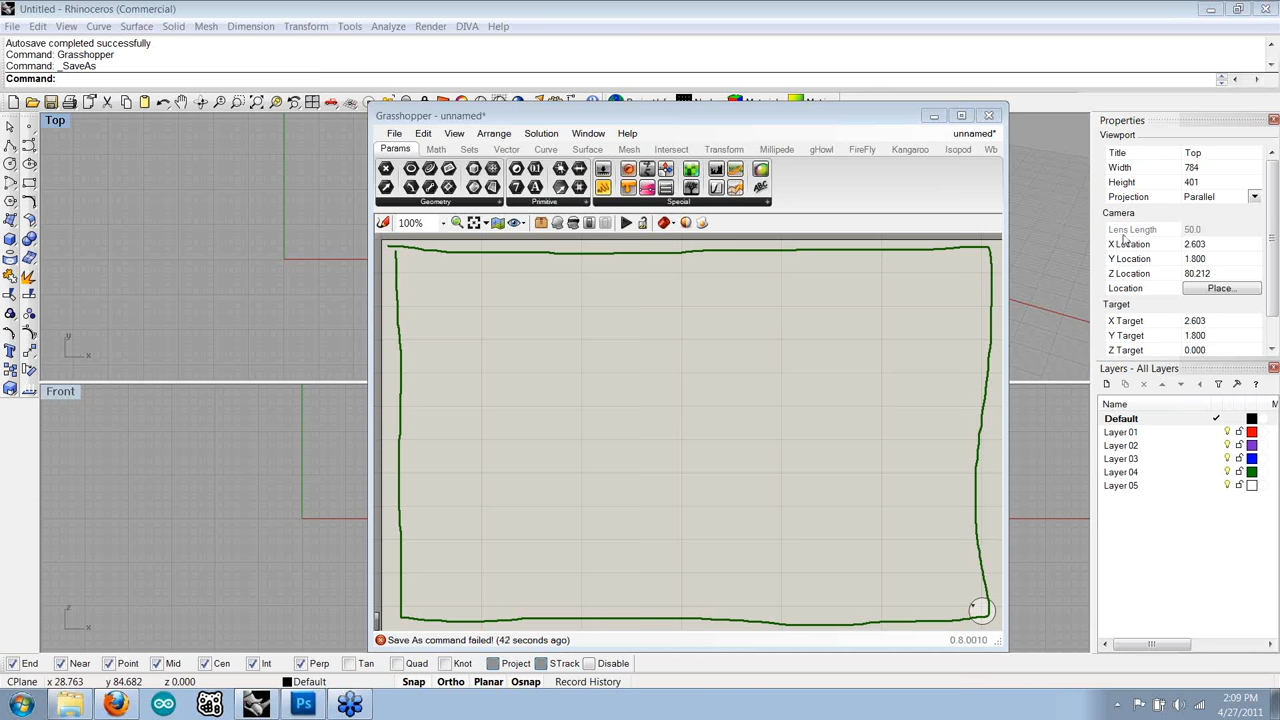 Untitled - Rhinoceros (Commercial)
File Edit View Curve Surface Solid Mesh Dimension Transform Tools Analyze Render DIVA Help
Autosave completed successfully
Command: Grasshopper
Command: _SaveAs
Command:
Top
Front
y
x
z
x
Grasshopper - unnamed*
File Edit View Arrange Solution Window Help
unnamed*
Params Math Sets Vector Curve Surface Mesh Intersect Transform Millipede gHowl FireFly Kangaroo Isopod Wb
Geometry
Primitive
Special
100%
Save As command failed! (42 seconds ago)
0.8.0010
Properties
Viewport
Title Top
Width 784
Height 401
Projection Parallel
Camera
Lens Length 50.0
X Location 2.603
Y Location 1.800
Z Location 80.212
Location Place...
Target
X Target 2.603
Y Target 1.800
Z Target 0.000
Layers - All Layers
Name M
Default
Layer 01
Layer 02
Layer 03
Layer 04
Layer 05
End Near Point Mid Cen Int Perp Tan Quad Knot Project STrack Disable
CPlane x 28.763 y 84.682 z 0.000 Default Snap Ortho Planar Osnap Record History
Ps
2:09 PM
4/27/2011